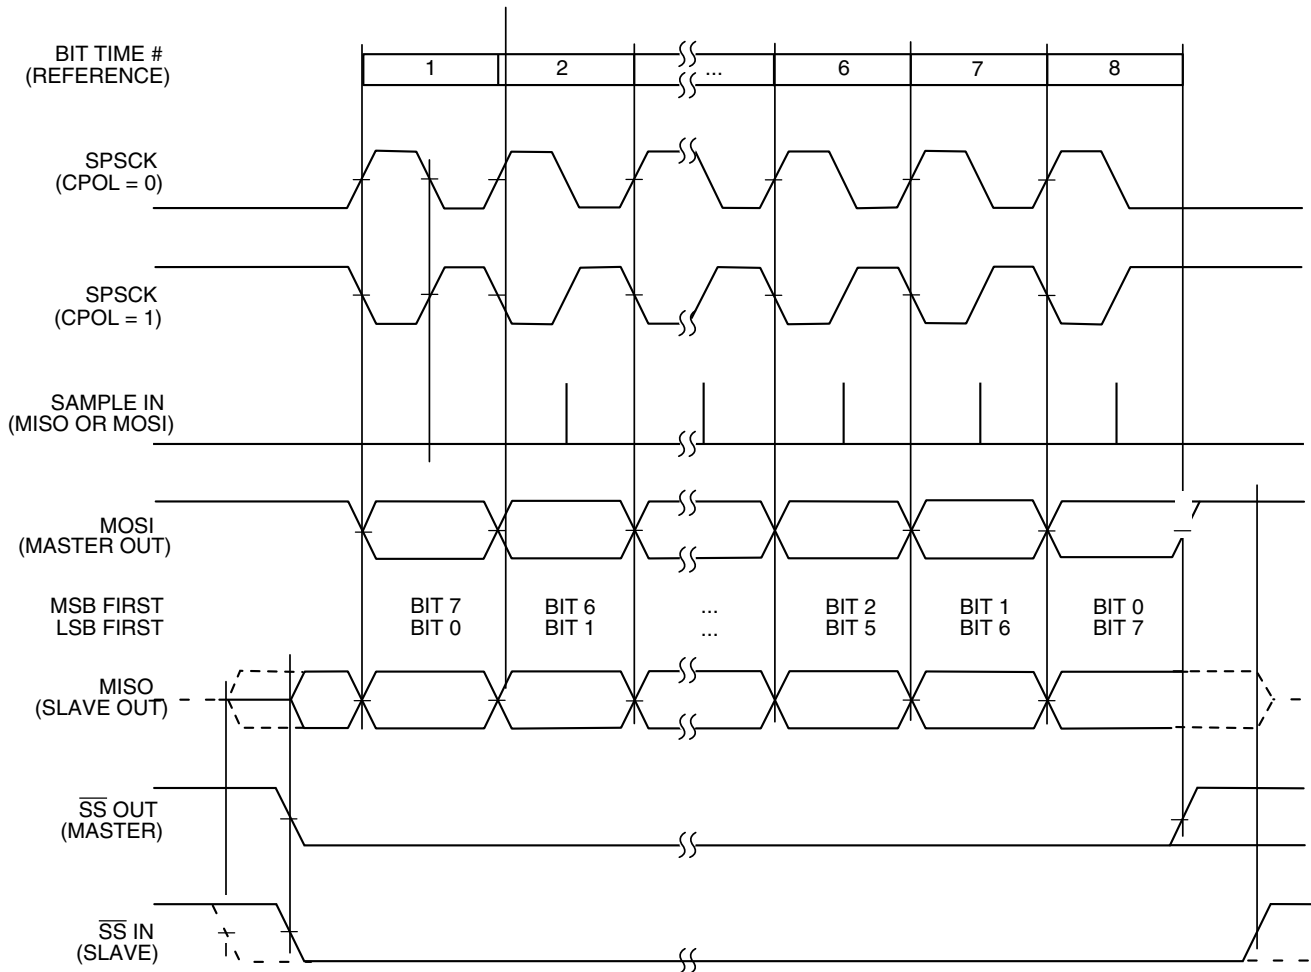 BIT TIME #
(REFERENCE)
1 2 ... 6 7 8
SPSCK
(CPOL = 0)
SPSCK
(CPOL = 1)
SAMPLE IN
(MISO OR MOSI)
MOSI
(MASTER OUT)
MSB FIRST BIT 7 BIT 6 ... BIT 2 BIT 1 BIT 0
LSB FIRST BIT 0 BIT 1 ... BIT 5 BIT 6 BIT 7
MISO
(SLAVE OUT)
SS OUT
(MASTER)
SS IN
(SLAVE)